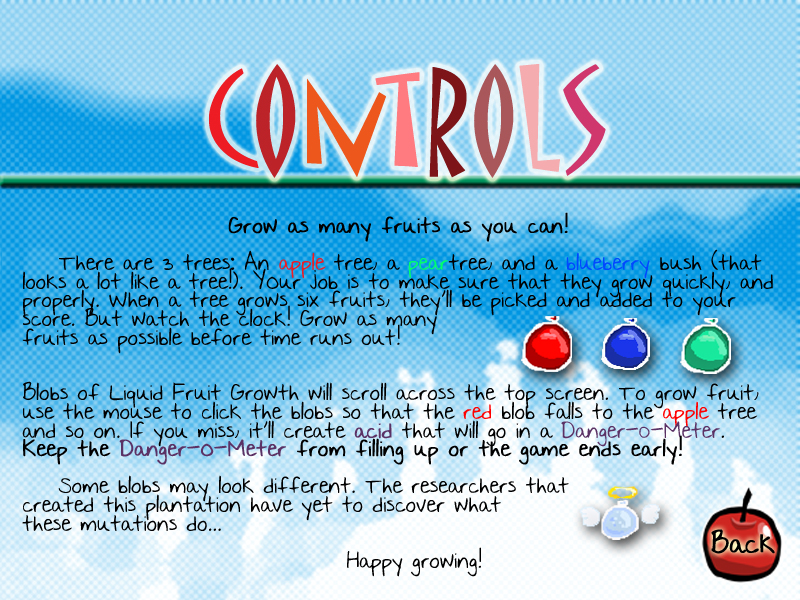 CONTROLS
Grow as many fruits as you can!
There are 3 trees: An apple tree, a peartree, and a blueberry bush (that
looks a lot like a tree!). Your job is to make sure that they grow quickly, and
properly. When a tree grows six fruits, they'll be picked and added to your
score. But watch the clock! Grow as many
fruits as possible before time runs out!
Blobs of Liquid Fruit Growth will scroll across the top screen. To grow fruit,
use the mouse to click the blobs so that the red blob falls to the apple tree
and so on. If you miss, it'll create acid that will go in a Danger-o-Meter.
Keep the Danger-o-Meter from filling up or the game ends early!
Some blobs may look different. The researchers that
created this plantation have yet to discover what
these mutations do...
Happy growing!
Back